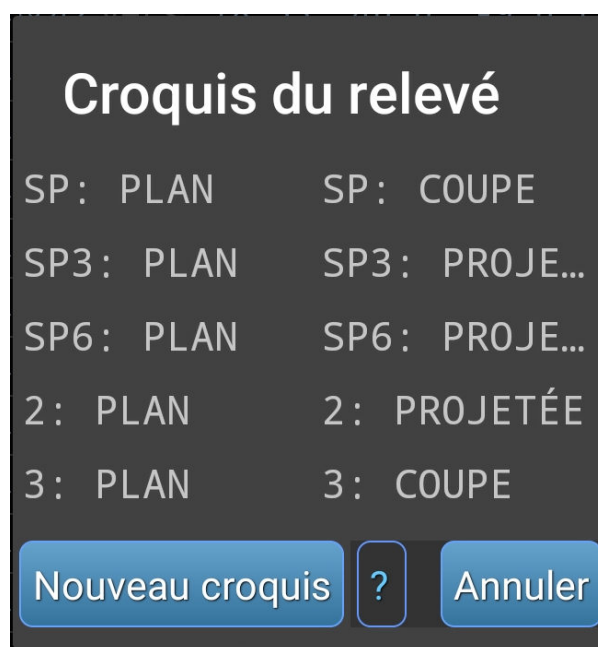 Croquis du relevé
SP: PLAN SP: COUPE
SP3: PLAN SP3: PROJE…
SP6: PLAN SP6: PROJE…
2: PLAN 2: PROJETÉE
3: PLAN 3: COUPE
Nouveau croquis ? Annuler